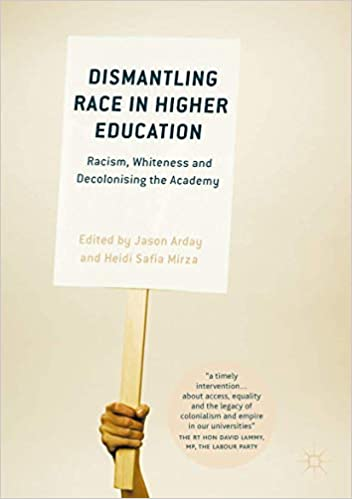 DISMANTLING
RACE IN HIGHER
EDUCATION
Racism, Whiteness and
Decolonising the Academy
Edited by Jason Arday
and Heidi Safia Mirza
"a timely
intervention...
about access, equality
and the legacy of
colonialism and empire
in our universities"
THE RT HON DAVID LAMMY,
MP, THE LABOUR PARTY